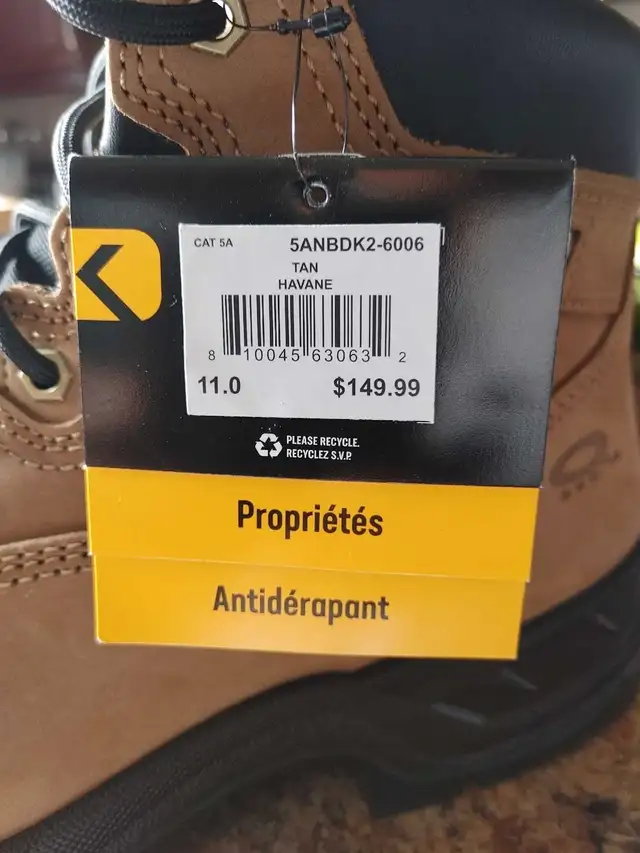 CAT 5A 5ANBDK2-6006
TAN
HAVANE
8 10045 63063 2
11.0 $149.99
PLEASE RECYCLE.
RECYCLEZ S.V.P.
Propriétés
Antidérapant